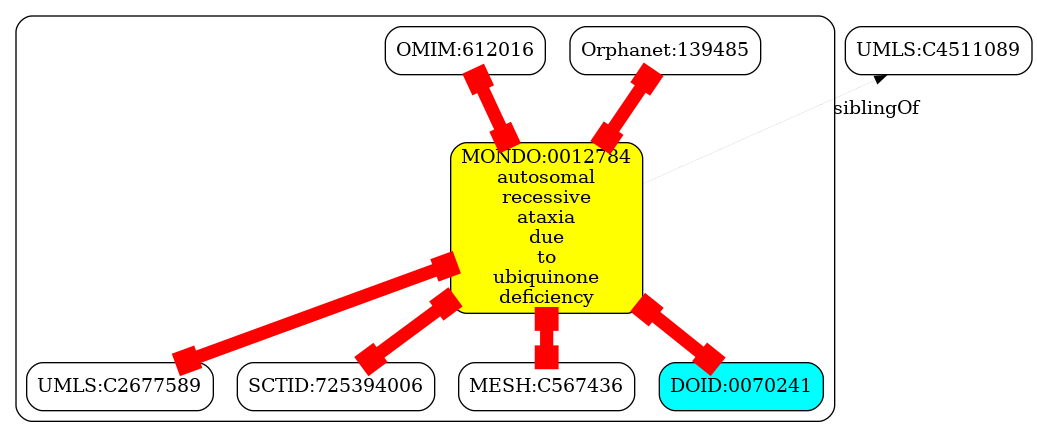 OMIM:612016
Orphanet:139485
UMLS:C4511089
siblingOf
MONDO:0012784
autosomal
recessive
ataxia
due
to
ubiquinone
deficiency
UMLS:C2677589
SCTID:725394006
MESH:C567436
DOID:0070241